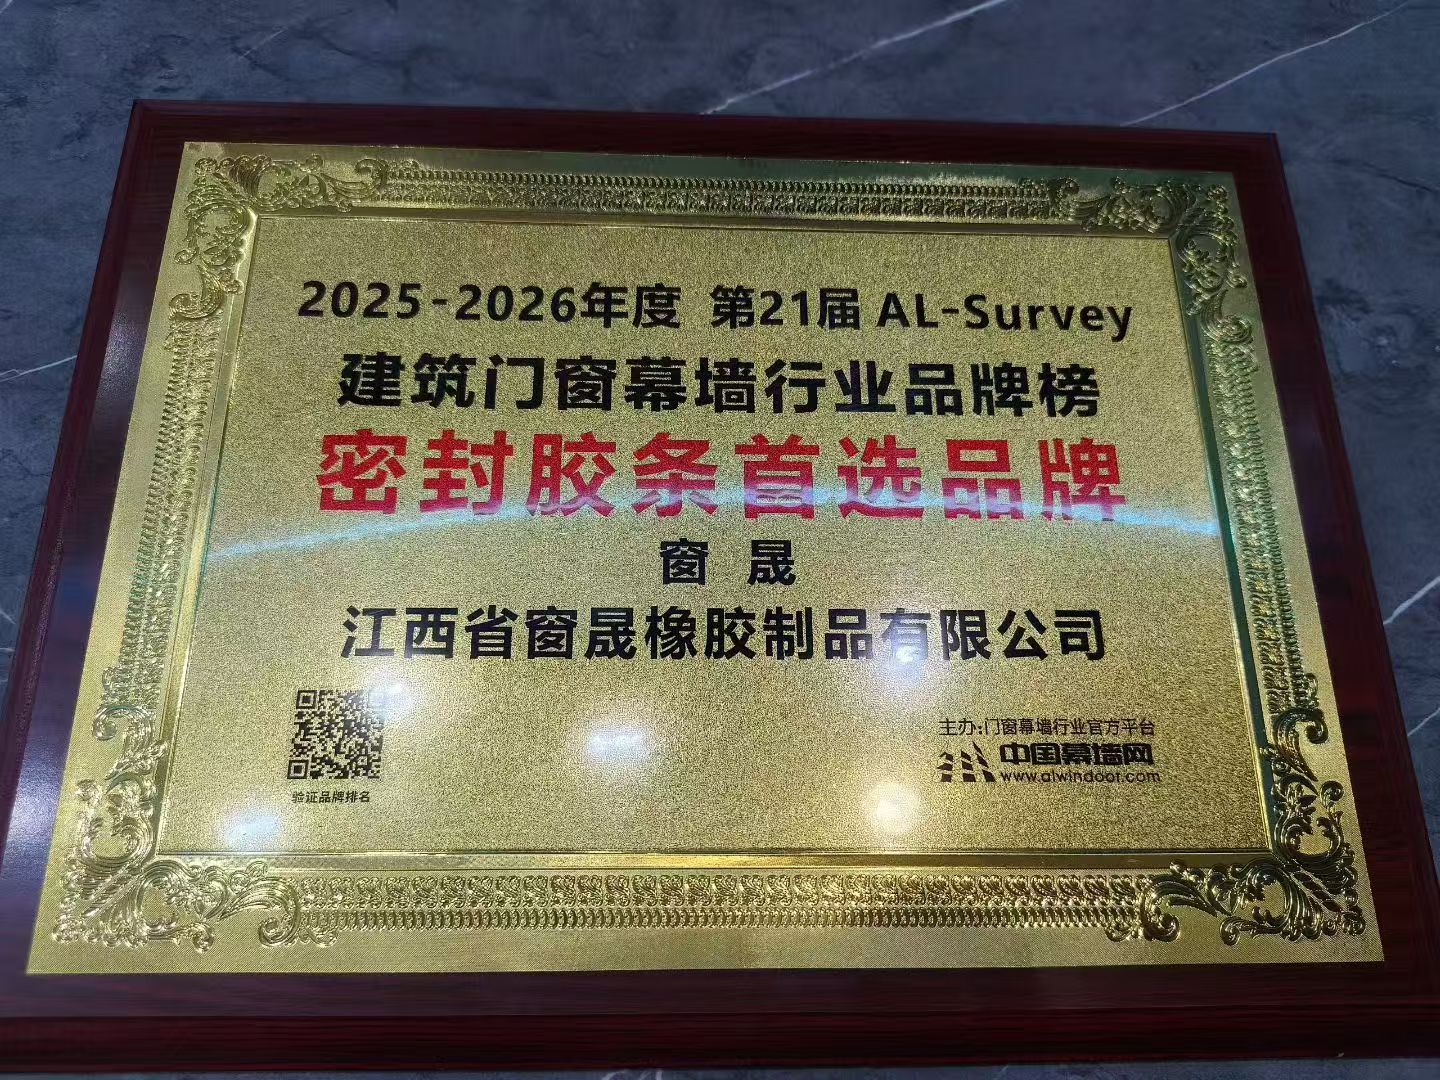 2025-2026年度 第21届 AL-Survey
建筑门窗幕墙行业品牌榜
密封胶条首选品牌
窗晟
江西省窗晟橡胶制品有限公司
验证品牌排名
主办:门窗幕墙行业官方平台
中国幕墙网
www.alwindoor.com